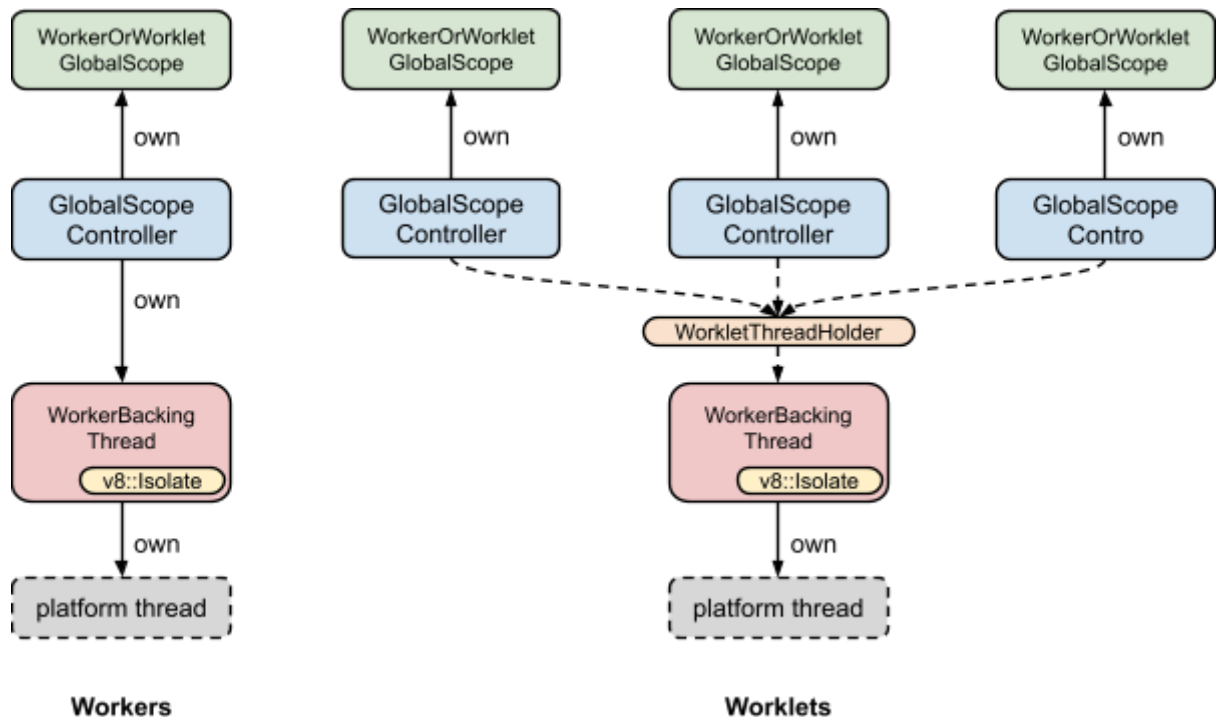 WorkerOrWorklet
GlobalScope
WorkerOrWorklet
GlobalScope
WorkerOrWorklet
GlobalScope
WorkerOrWorklet
GlobalScope
own
own
own
own
GlobalScope
Controller
GlobalScope
Controller
GlobalScope
Controller
GlobalScope
Contro
own
WorkletThreadHolder
WorkerBacking
Thread
v8::Isolate
WorkerBacking
Thread
v8::Isolate
own
own
platform thread
platform thread
Workers
Worklets